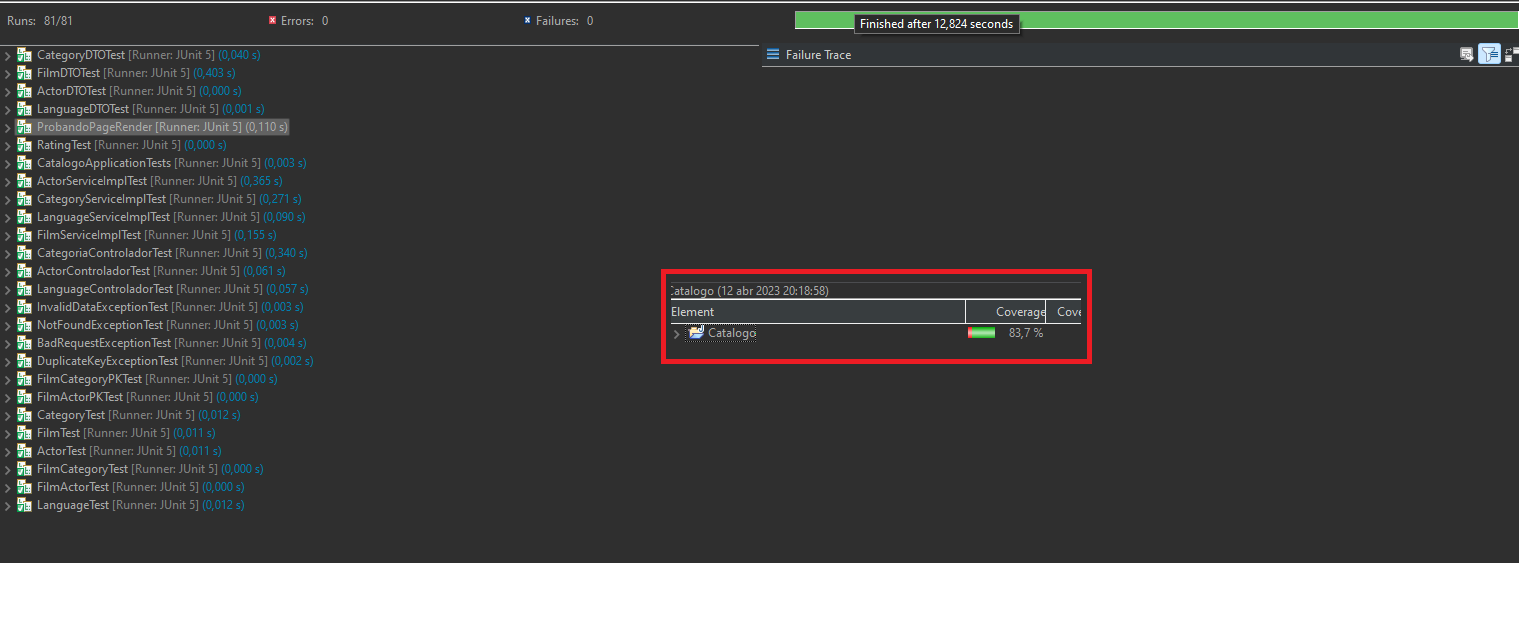 Runs: 81/81 Errors: 0 Failures: 0
Finished after 12,824 seconds
CategoryDTOTest [Runner: JUnit 5] (0,040 s)
Failure Trace
FilmDTOTest [Runner: JUnit 5] (0,403 s)
ActorDTOTest [Runner: JUnit 5] (0,000 s)
LanguageDTOTest [Runner: JUnit 5] (0,001 s)
ProbandoPageRender [Runner: JUnit 5] (0,110 s)
RatingTest [Runner: JUnit 5] (0,000 s)
CatalogoApplicationTests [Runner: JUnit 5] (0,003 s)
ActorServiceImplTest [Runner: JUnit 5] (0,365 s)
CategoryServiceImplTest [Runner: JUnit 5] (0,271 s)
LanguageServiceImplTest [Runner: JUnit 5] (0,090 s)
FilmServiceImplTest [Runner: JUnit 5] (0,155 s)
CategoriaControladorTest [Runner: JUnit 5] (0,340 s)
ActorControladorTest [Runner: JUnit 5] (0,061 s)
LanguageControladorTest [Runner: JUnit 5] (0,057 s)
InvalidDataExceptionTest [Runner: JUnit 5] (0,003 s)
NotFoundExceptionTest [Runner: JUnit 5] (0,003 s)
BadRequestExceptionTest [Runner: JUnit 5] (0,004 s)
DuplicateKeyExceptionTest [Runner: JUnit 5] (0,002 s)
FilmCategoryPKTest [Runner: JUnit 5] (0,000 s)
FilmActorPKTest [Runner: JUnit 5] (0,000 s)
CategoryTest [Runner: JUnit 5] (0,012 s)
FilmTest [Runner: JUnit 5] (0,011 s)
ActorTest [Runner: JUnit 5] (0,011 s)
FilmCategoryTest [Runner: JUnit 5] (0,000 s)
FilmActorTest [Runner: JUnit 5] (0,000 s)
LanguageTest [Runner: JUnit 5] (0,012 s)
Catalogo (12 abr 2023 20:18:58)
Element Coverage Cove
Catalogo 83,7 %